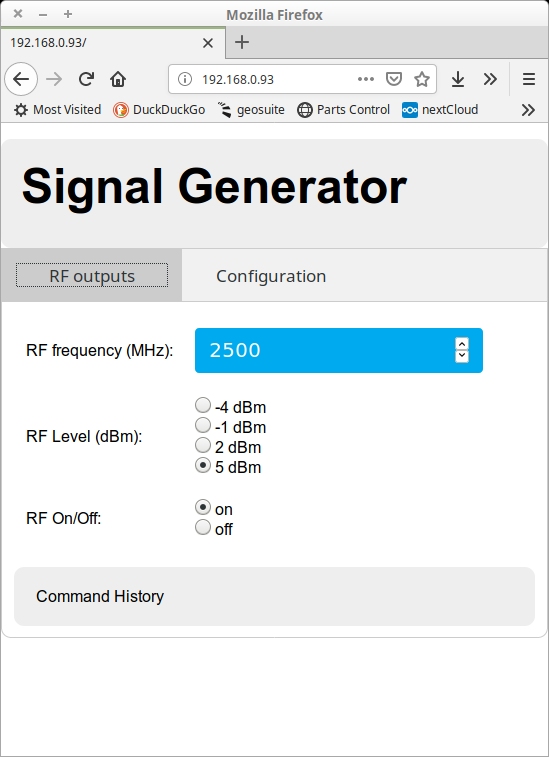 Mozilla Firefox
192.168.0.93/
192.168.0.93
Most Visited DuckDuckGo geosuite Parts Control nextCloud
Signal Generator
RF outputs Configuration
RF frequency (MHz): 2500
RF Level (dBm):
-4 dBm
-1 dBm
2 dBm
5 dBm
RF On/Off:
on
off
Command History